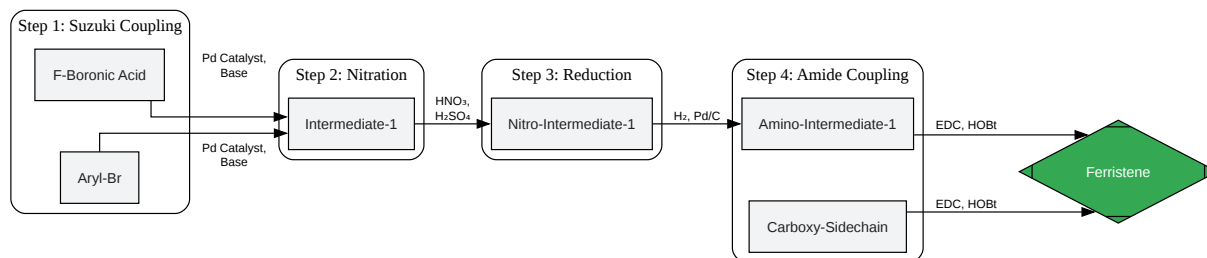 Step 1: Suzuki Coupling
F-Boronic Acid
Aryl-Br
Pd Catalyst,
Base
Pd Catalyst,
Base
Step 2: Nitration
Intermediate-1
HNO₃,
H₂SO₄
Step 3: Reduction
Nitro-Intermediate-1
H₂, Pd/C
Step 4: Amide Coupling
Amino-Intermediate-1
Carboxy-Sidechain
EDC, HOBt
EDC, HOBt
Ferristene